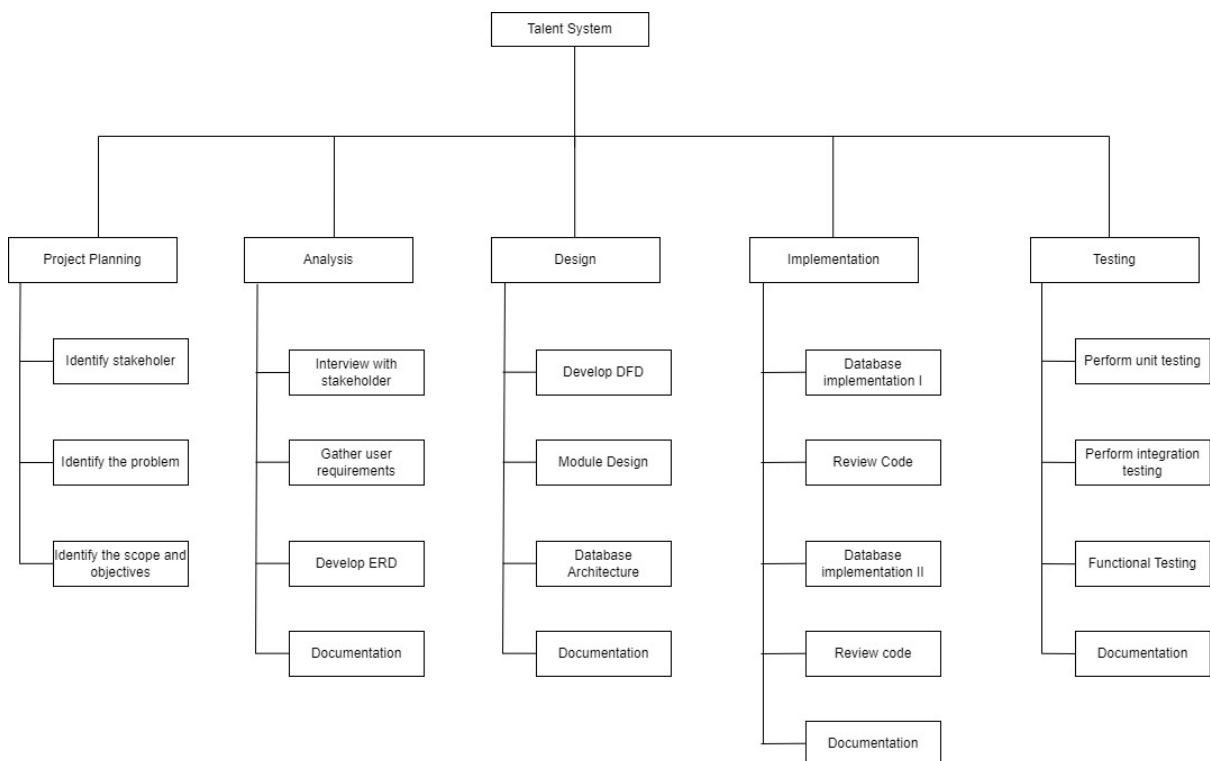 Talent System
Project Planning
Analysis
Design
Implementation
Testing
Identify stakeholer
Identify the problem
Identify the scope and
objectives
Interview with
stakeholder
Gather user
requirements
Develop ERD
Documentation
Develop DFD
Module Design
Database
Architecture
Documentation
Database
implementation I
Review Code
Database
implementation II
Review code
Documentation
Perform unit testing
Perform integration
testing
Functional Testing
Documentation